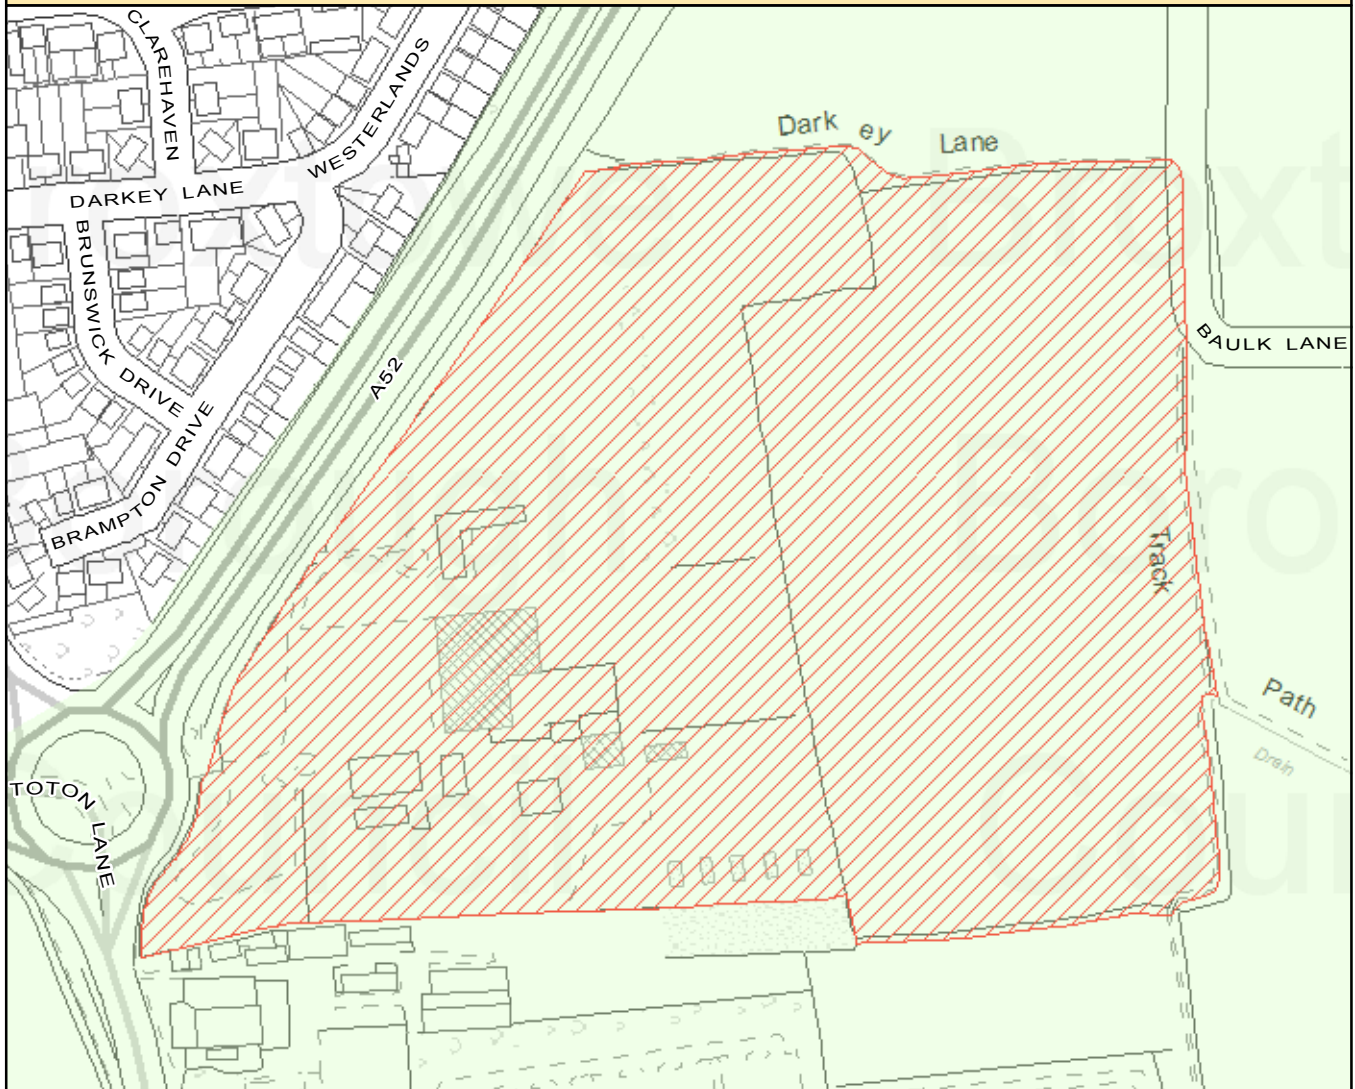 CLAREHAVEN
WESTERLANDS
Dark ey Lane
DARKEY LANE
BRUNSWICK DRIVE
A52
BAULK LANE
BRAMPTON DRIVE
Track
Path
Drain
TOTON LANE